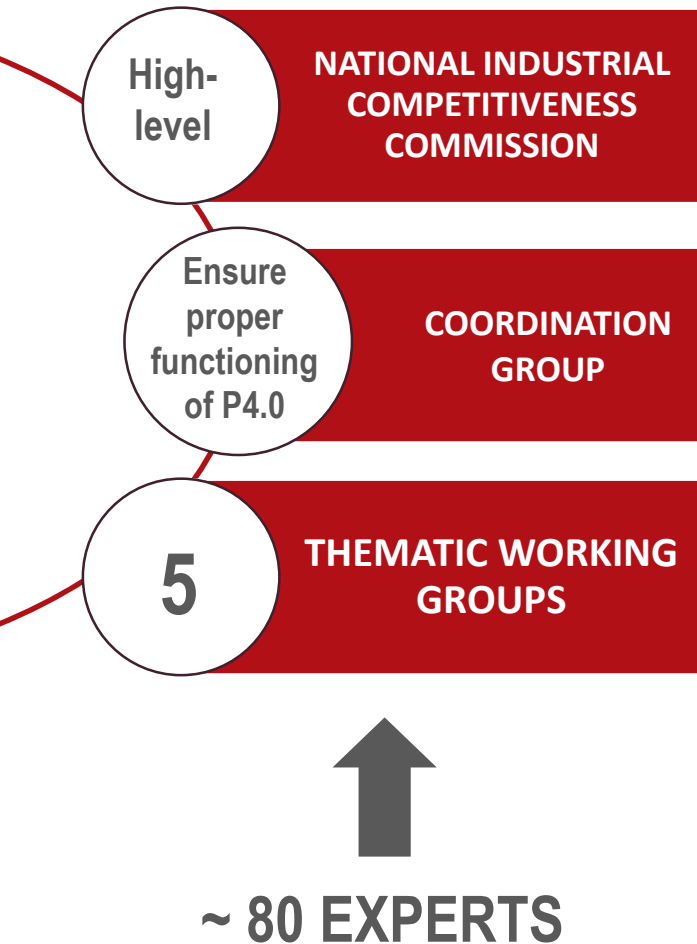 High-
level
NATIONAL INDUSTRIAL
COMPETITIVENESS
COMMISSION
Ensure
proper
functioning
of P4.0
COORDINATION
GROUP
5
THEMATIC WORKING
GROUPS
~ 80 EXPERTS